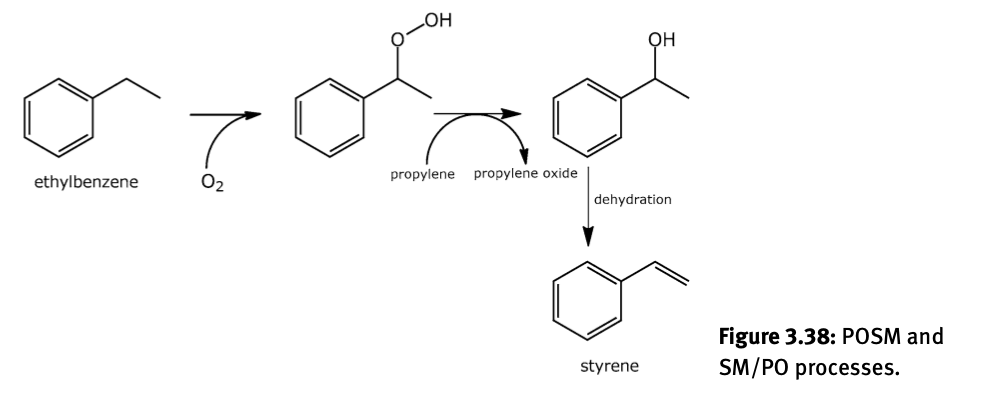 OH
O
OH
ethylbenzene
O2
propylene
propylene oxide
dehydration
styrene
Figure 3.38: POSM and
SM/PO processes.